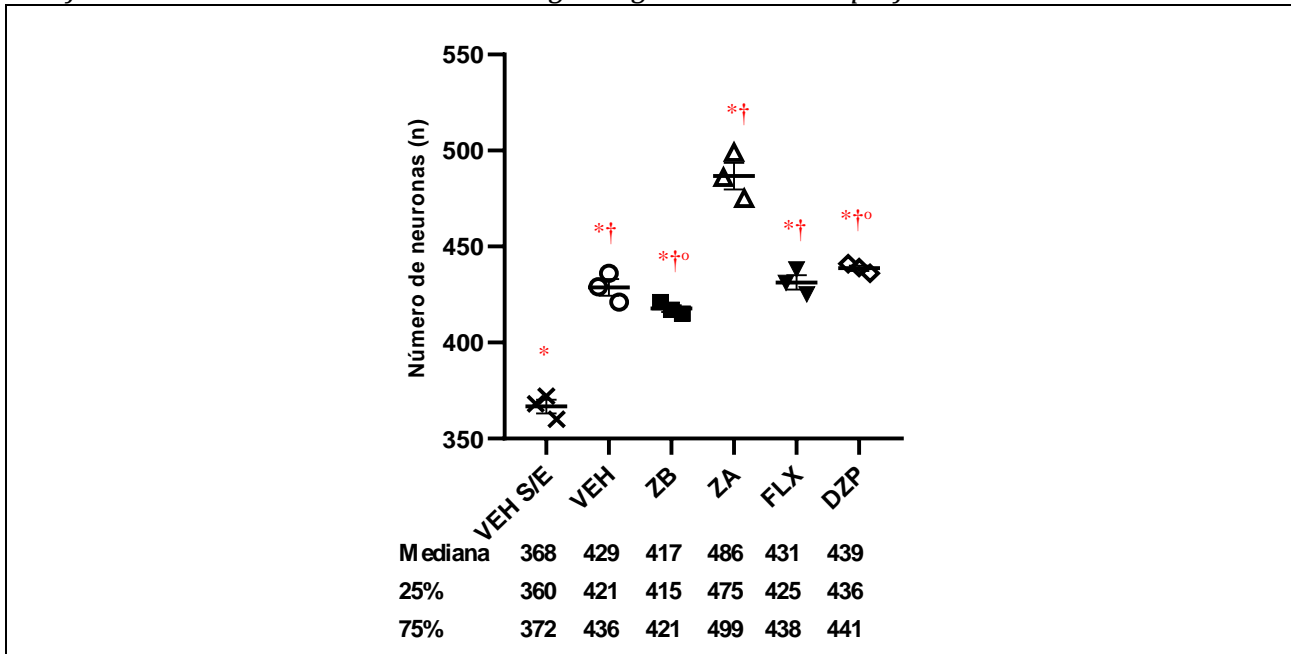 550
*†
500
*†
*†
*†o
*†o
450
400
*
350
Número de neuronas (n)
VEH S/E VEH ZB ZA FLX DZP
Mediana 368 429 417 486 431 439
25% 360 421 415 475 425 436
75% 372 436 421 499 438 441